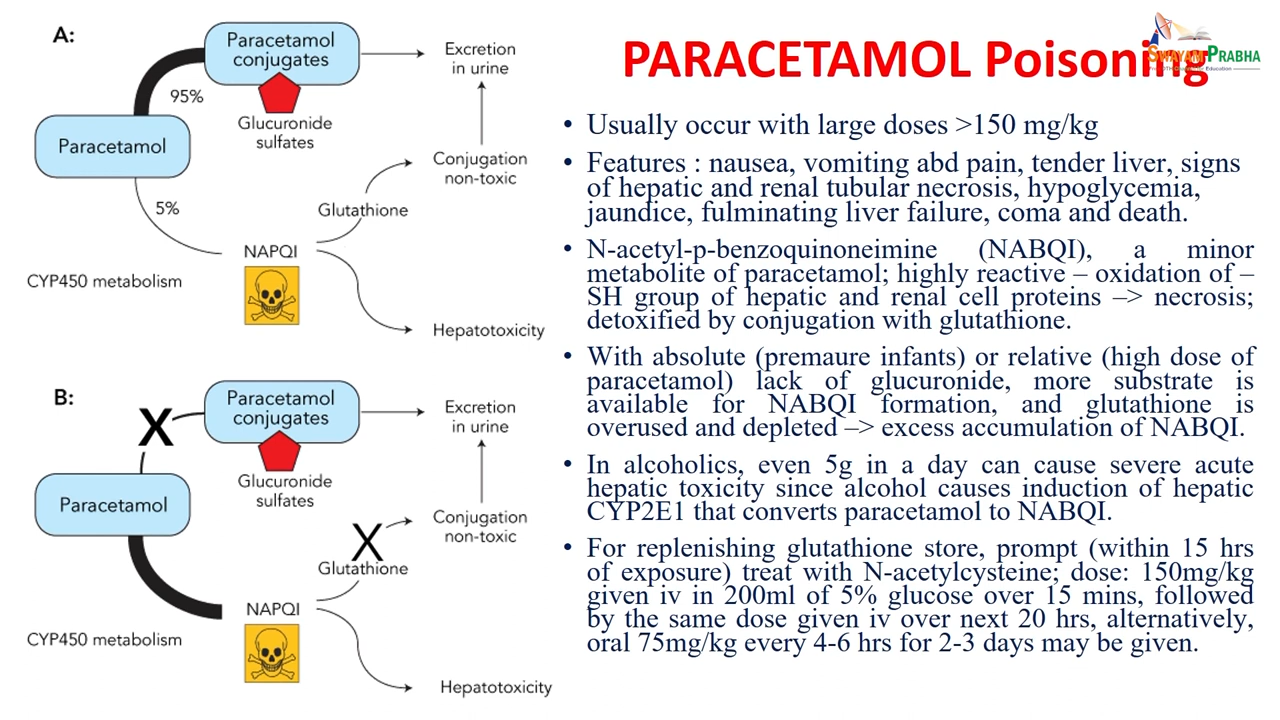 A:
Paracetamol
conjugates
Excretion
in urine
95%
Glucuronide
sulfates
Paracetamol
Conjugation
non-toxic
5%
Glutathione
NAPQI
CYP450 metabolism
Hepatotoxicity
B:
X
Paracetamol
conjugates
Excretion
in urine
Glucuronide
sulfates
Paracetamol
Conjugation
non-toxic
X
Glutathione
NAPQI
CYP450 metabolism
Hepatotoxicity
PARACETAMOL Poisoning
SWAYAM PRABHA
Education
• Usually occur with large doses >150 mg/kg
• Features : nausea, vomiting abd pain, tender liver, signs
of hepatic and renal tubular necrosis, hypoglycemia,
jaundice, fulminating liver failure, coma and death.
• N-acetyl-p-benzoquinoneimine (NABQI), a minor
metabolite of paracetamol; highly reactive – oxidation of –
SH group of hepatic and renal cell proteins –> necrosis;
detoxified by conjugation with glutathione.
• With absolute (premaure infants) or relative (high dose of
paracetamol) lack of glucuronide, more substrate is
available for NABQI formation, and glutathione is
overused and depleted –> excess accumulation of NABQI.
• In alcoholics, even 5g in a day can cause severe acute
hepatic toxicity since alcohol causes induction of hepatic
CYP2E1 that converts paracetamol to NABQI.
• For replenishing glutathione store, prompt (within 15 hrs
of exposure) treat with N-acetylcysteine; dose: 150mg/kg
given iv in 200ml of 5% glucose over 15 mins, followed
by the same dose given iv over next 20 hrs, alternatively,
oral 75mg/kg every 4-6 hrs for 2-3 days may be given.